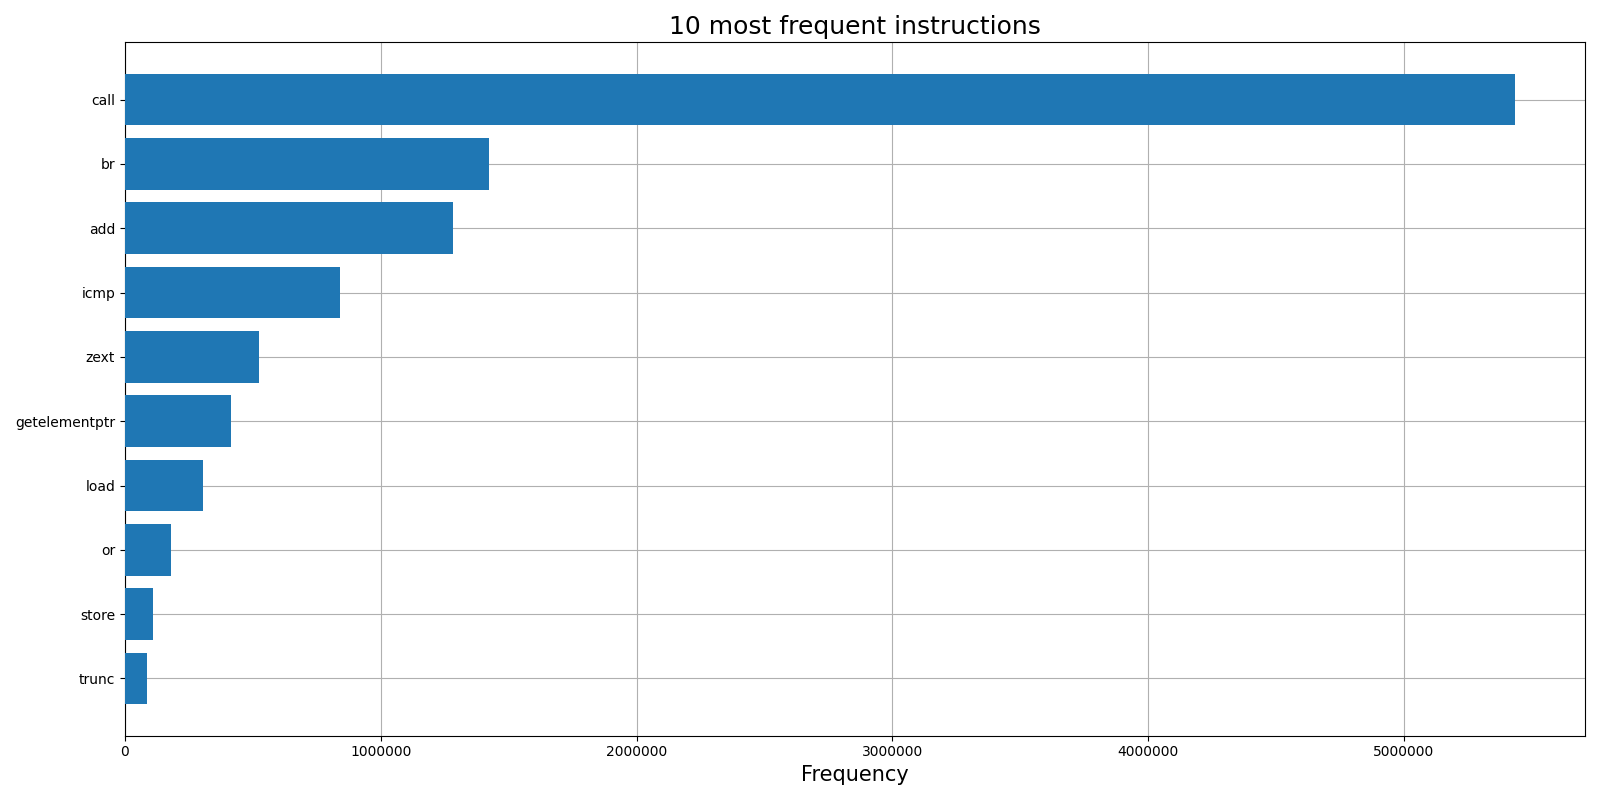 10 most frequent instructions
call
br
add
icmp
zext
getelementptr
load
or
store
trunc
0 1000000 2000000 3000000 4000000 5000000
Frequency